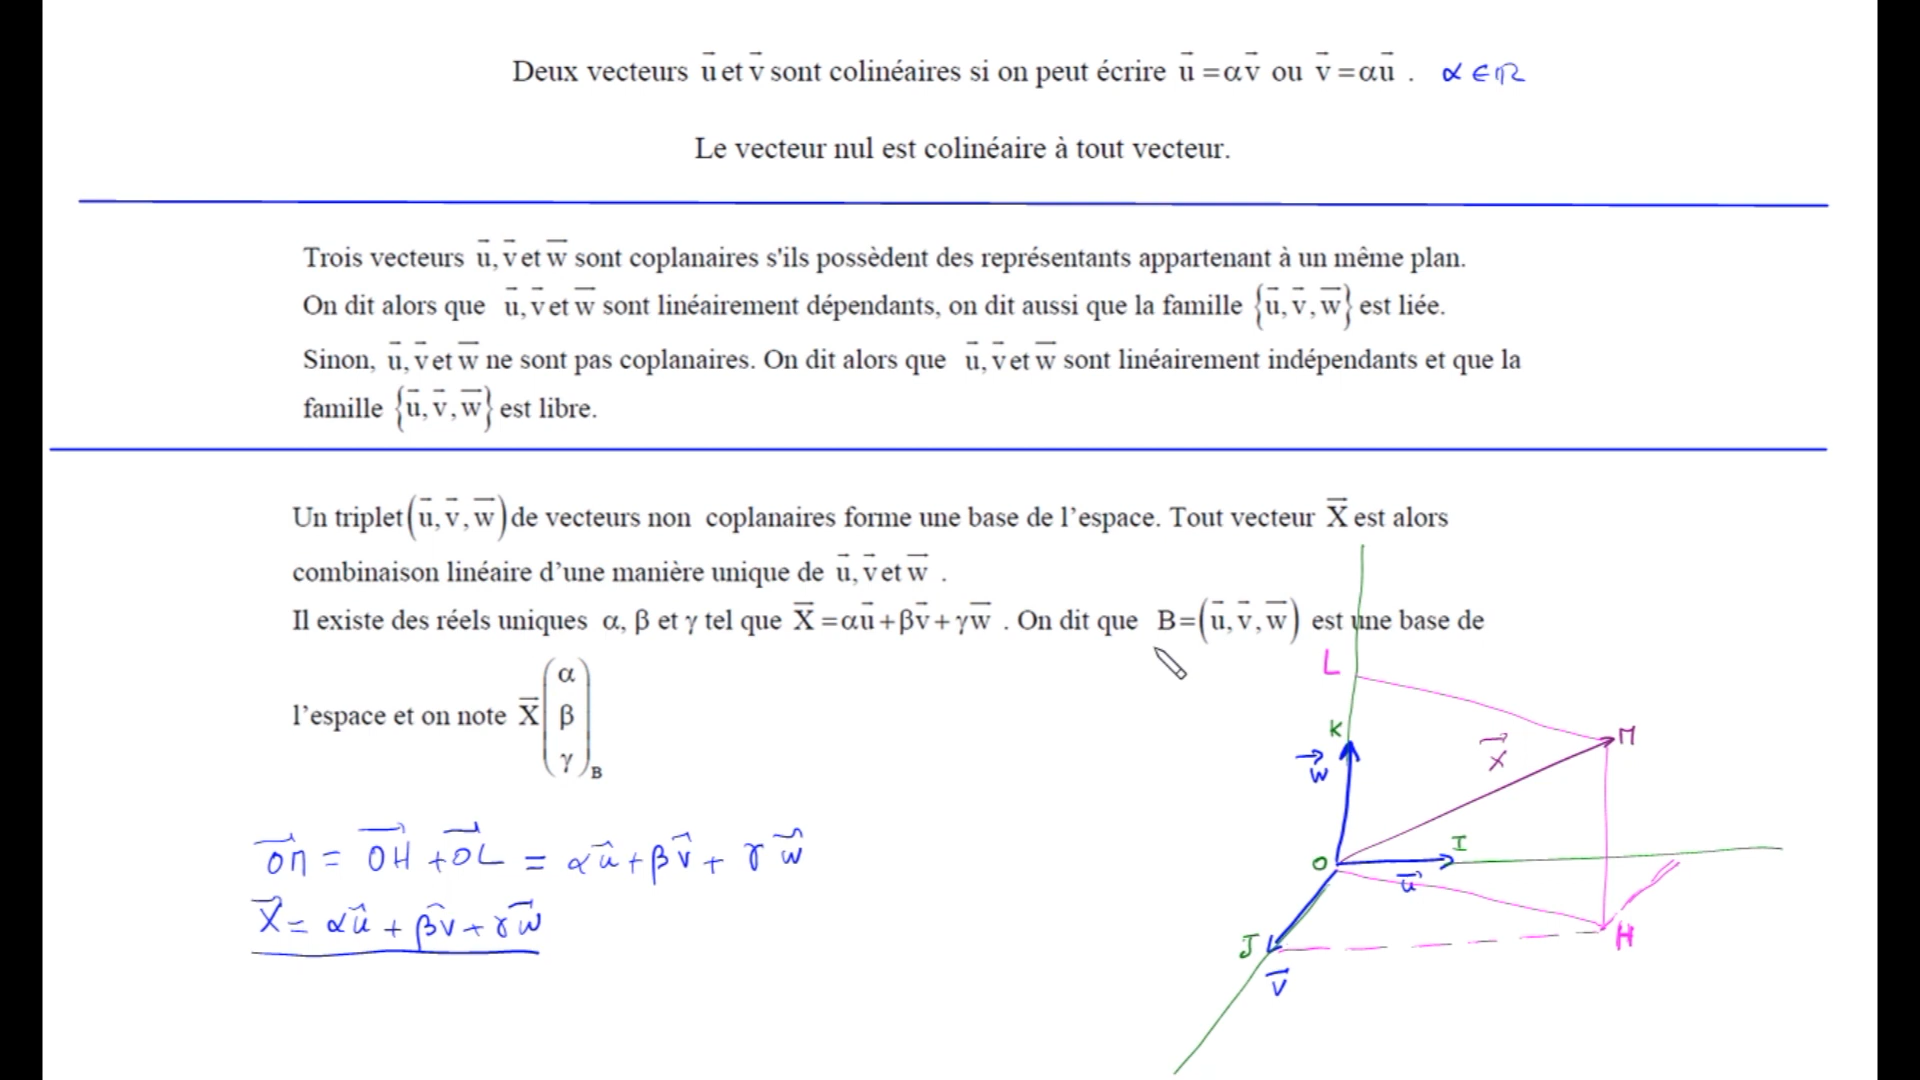 Deux vecteurs u⃗ et v⃗ sont colinéaires si on peut écrire u⃗ = αv⃗ ou v⃗ = αu⃗ . α ∈ ℝ
Le vecteur nul est colinéaire à tout vecteur.
Trois vecteurs u⃗, v⃗ et w⃗ sont coplanaires s'ils possèdent des représentants appartenant à un même plan.
On dit alors que u⃗, v⃗ et w⃗ sont linéairement dépendants, on dit aussi que la famille {u⃗, v⃗, w⃗} est liée.
Sinon, u⃗, v⃗ et w⃗ ne sont pas coplanaires. On dit alors que u⃗, v⃗ et w⃗ sont linéairement indépendants et que la
famille {u⃗, v⃗, w⃗} est libre.
Un triplet (u⃗, v⃗, w⃗) de vecteurs non coplanaires forme une base de l’espace. Tout vecteur X⃗ est alors
combinaison linéaire d’une manière unique de u⃗, v⃗ et w⃗ .
Il existe des réels uniques α, β et γ tel que X⃗ = αu⃗ + βv⃗ + γw⃗ . On dit que B = (u⃗, v⃗, w⃗) est une base de
l’espace et on note X⃗ (α β γ)B
OM⃗ = OH⃗ + OL⃗ = αu⃗ + βv⃗ + γw⃗
X⃗ = αu⃗ + βv⃗ + γw⃗
L
K
M
X⃗
w⃗
I
O
u⃗
J
H
v⃗